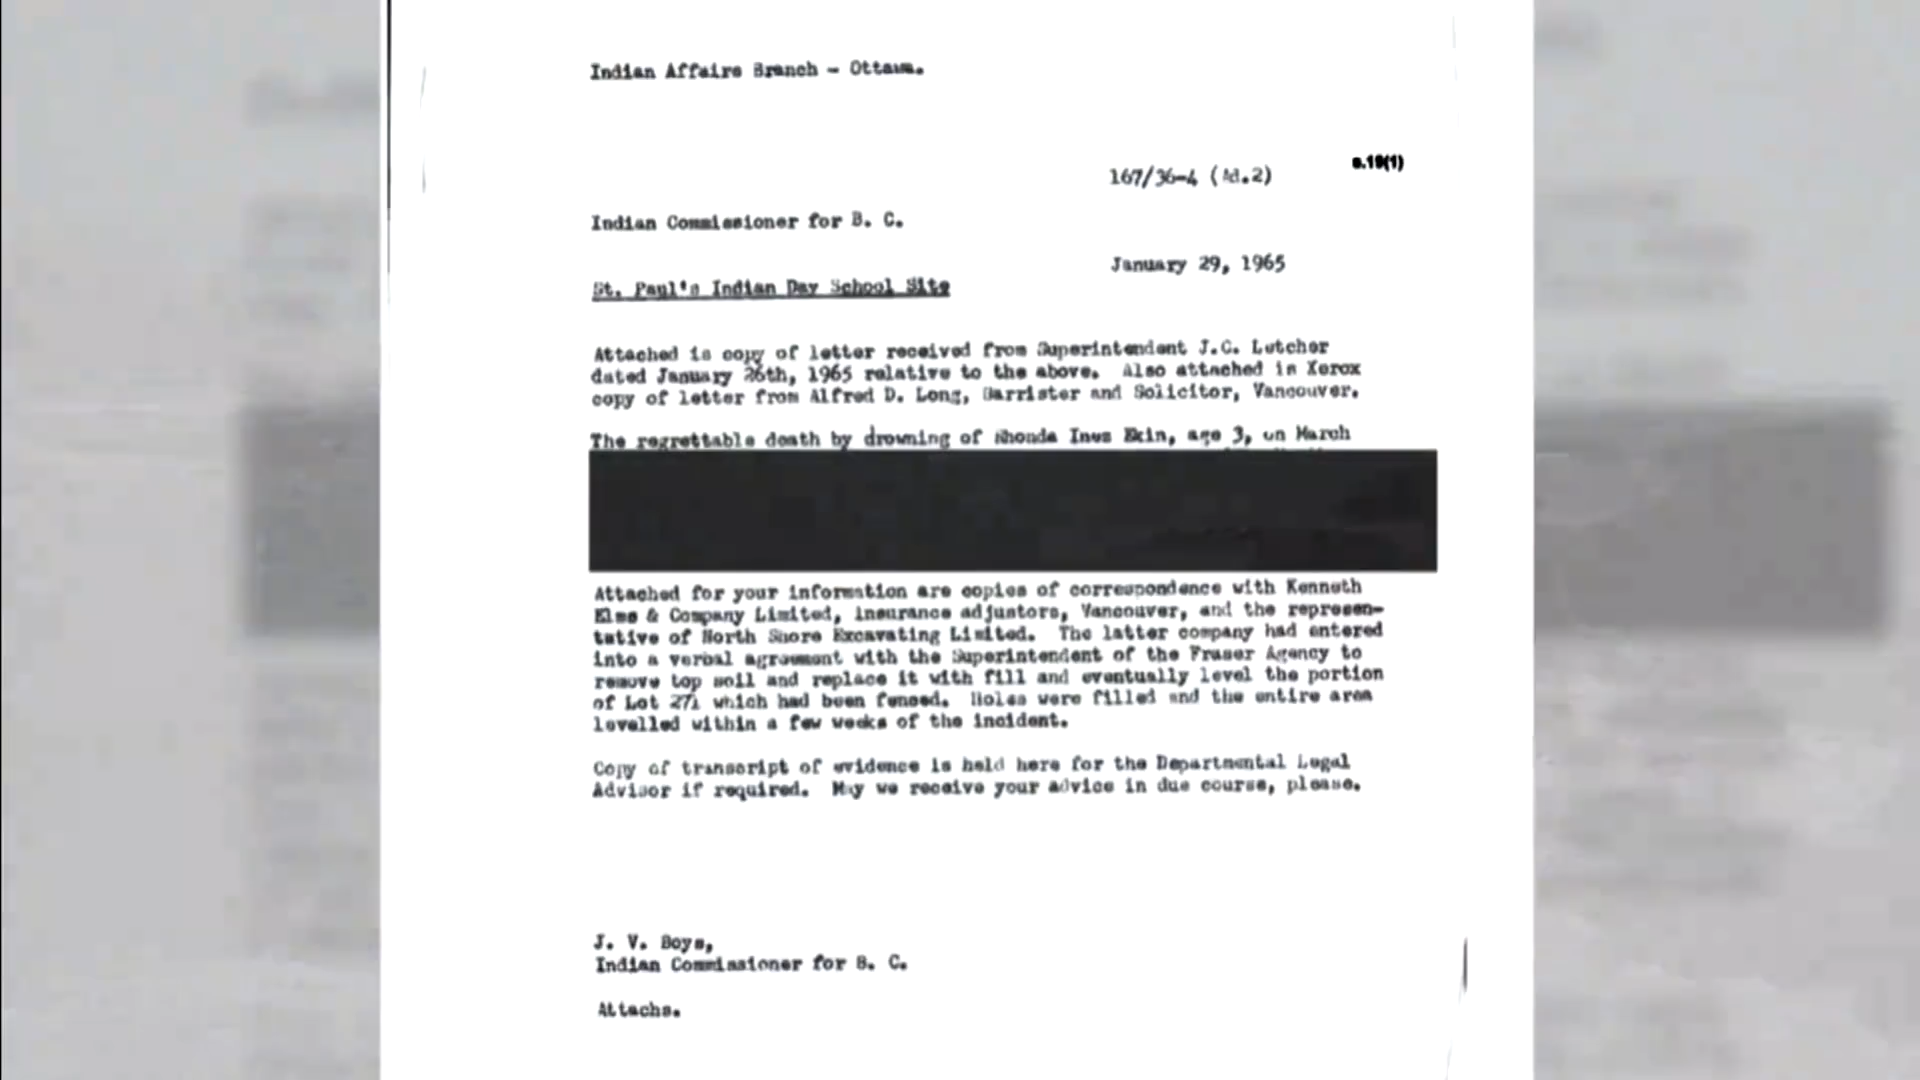 Indian Affairs Branch - Ottawa.
s.19(1)
167/36-4 (Ad.2)
Indian Commissioner for B. C.
January 29, 1965
St. Paul's Indian Day School Site
Attached is copy of letter received from Superintendent J.C. Letcher
dated January 26th, 1965 relative to the above. Also attached is Xerox
copy of letter from Alfred D. Long, Barrister and Solicitor, Vancouver.
The regrettable death by drowning of Rhonda Ines Ekin, age 3, on March
Attached for your information are copies of correspondence with Kenneth
Elms & Company Limited, insurance adjustors, Vancouver, and the represen-
tative of North Shore Excavating Limited. The latter company had entered
into a verbal agreement with the Superintendent of the Fraser Agency to
remove top soil and replace it with fill and eventually level the portion
of Lot which had been fenced. Holes were filled and the entire area
levelled within a few weeks of the incident.
Copy of transcript of evidence is held here for the Departmental Legal
Advisor if required. May we receive your advice in due course, please.
J. V. Boys,
Indian Commissioner for B. C.
Attachs.